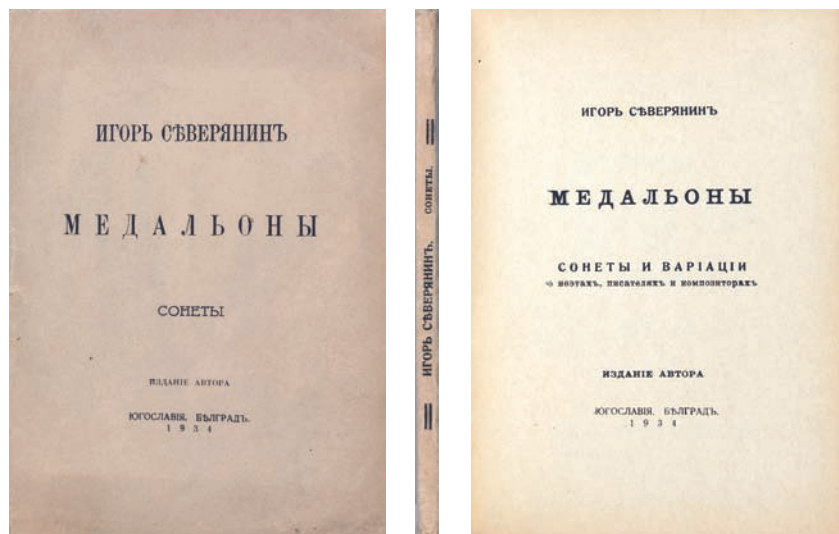 ИГОРЬ СѢВЕРЯНИНЪ
МЕДАЛЬОНЫ
СОНЕТЫ
ИЗДАНІЕ АВТОРА
ЮГОСЛАВІЯ, БѢЛГРАДЪ.
1934
ИГОРЬ СѢВЕРЯНИНЪ. СОНЕТЫ.
ИГОРЬ СѢВЕРЯНИНЪ
МЕДАЛЬОНЫ
СОНЕТЫ И ВАРІАЦІИ
о поэтахъ, писателяхъ и композиторахъ
ИЗДАНІЕ АВТОРА
ЮГОСЛАВІЯ, БѢЛГРАДЪ.
1934